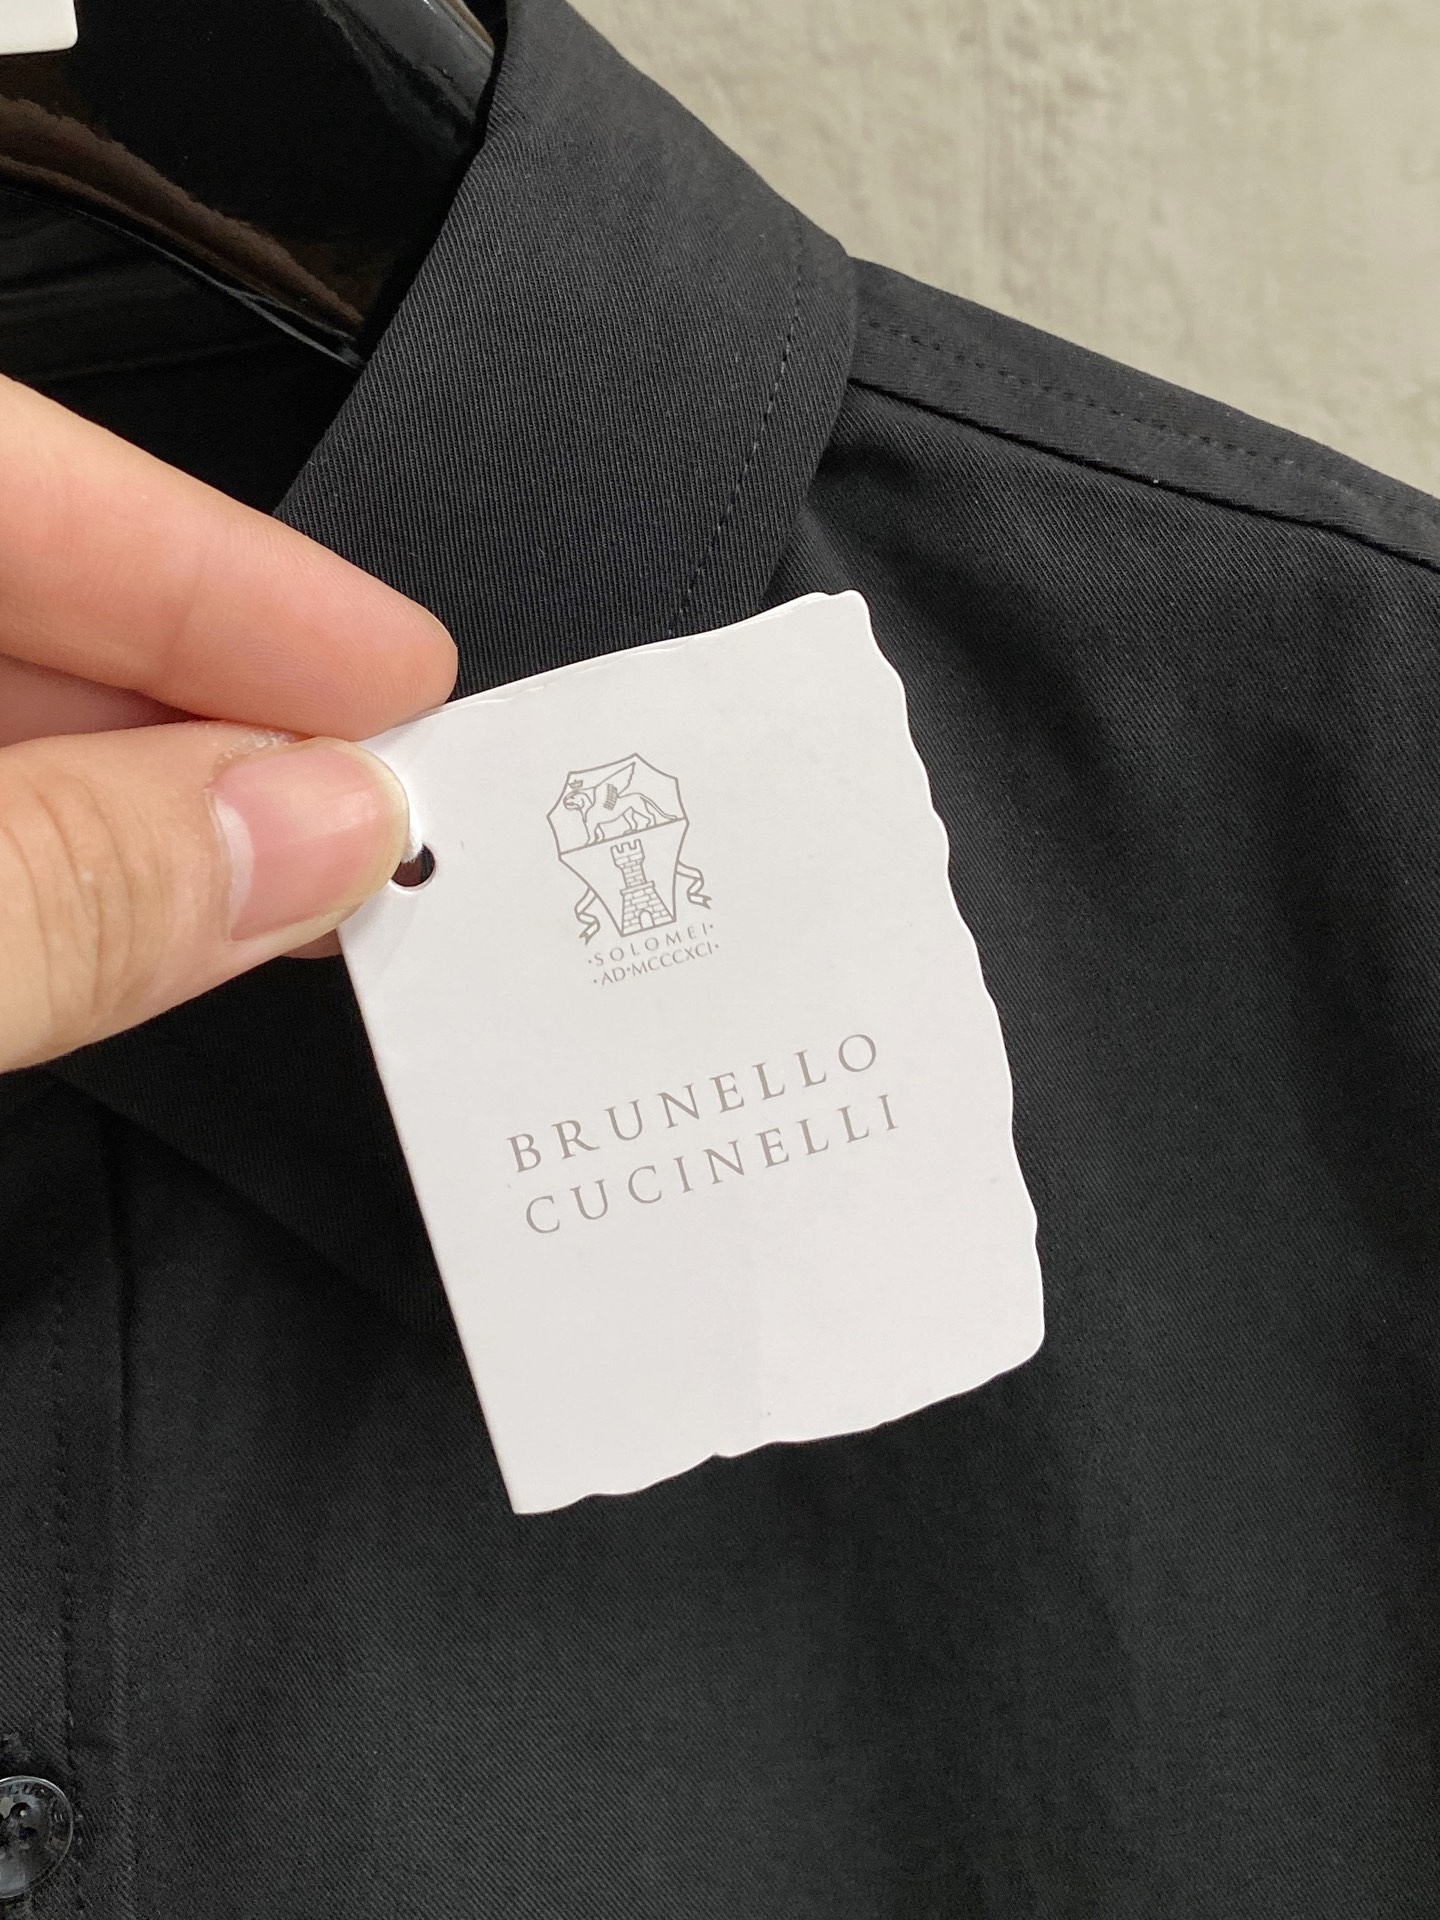 ·SOLOMEI·
·AD·MCCCXCI·
BRUNELLO
CUCINELLI